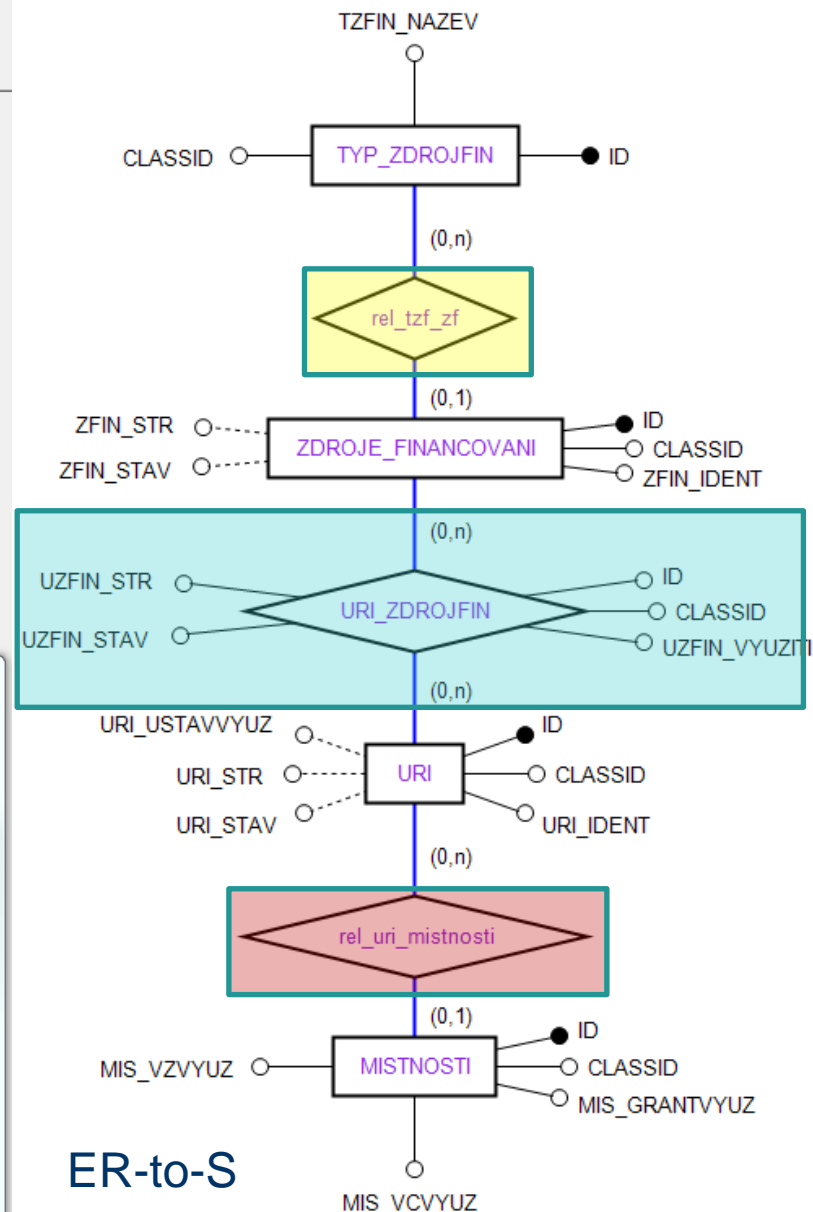 TZFIN_NAZEV
CLASSID
TYP_ZDROJFIN
ID
(0,n)
rel_tzf_zf
(0,1)
ZFIN_STR
ID
ZDROJE_FINANCOVANI
CLASSID
ZFIN_STAV
ZFIN_IDENT
(0,n)
UZFIN_STR
ID
URI_ZDROJFIN
CLASSID
UZFIN_STAV
UZFIN_VYUZITI
(0,n)
URI_USTAVVYUZ
ID
URI_STR
URI
CLASSID
URI_STAV
URI_IDENT
(0,n)
rel_uri_mistnosti
(0,1)
ID
MIS_VZVYUZ
MISTNOSTI
CLASSID
MIS_GRANTVYUZ
ER-to-S
MIS_VCVYUZ